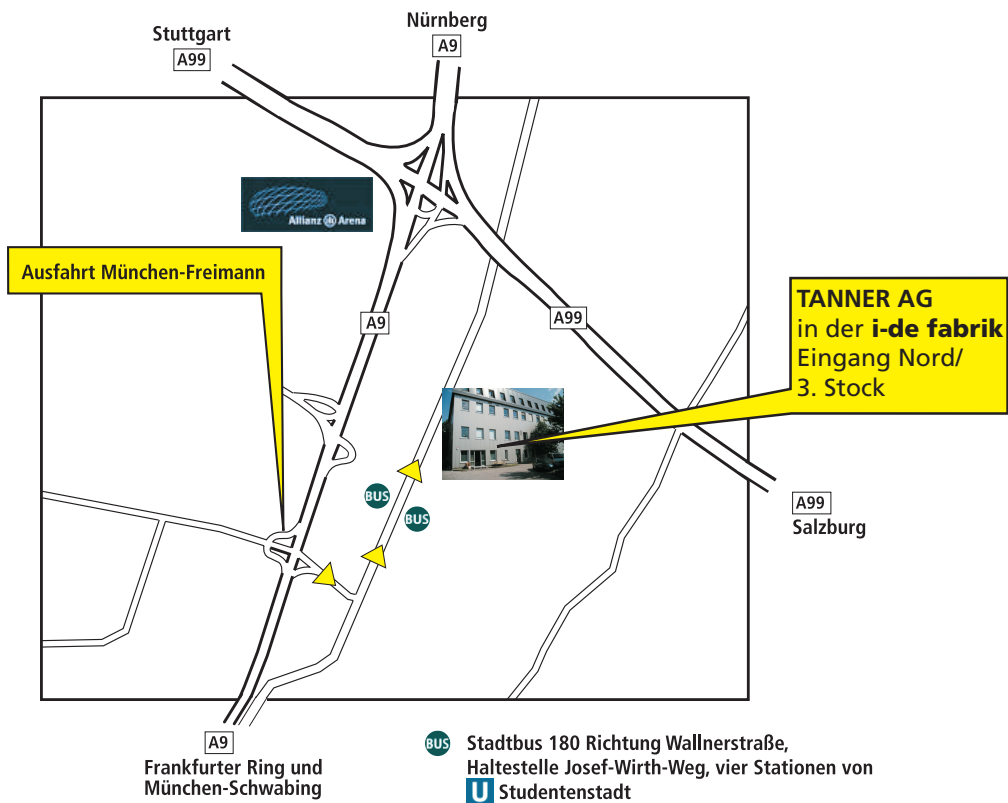 Nürnberg
A9
Stuttgart
A99
Allianz Arena
Ausfahrt München-Freimann
A9
A99
TANNER AG
in der i-de fabrik
Eingang Nord/
3. Stock
BUS
BUS
A99
Salzburg
A9
Frankfurter Ring und
München-Schwabing
BUS Stadtbus 180 Richtung Wallnerstraße,
Haltestelle Josef-Wirth-Weg, vier Stationen von
U Studentenstadt